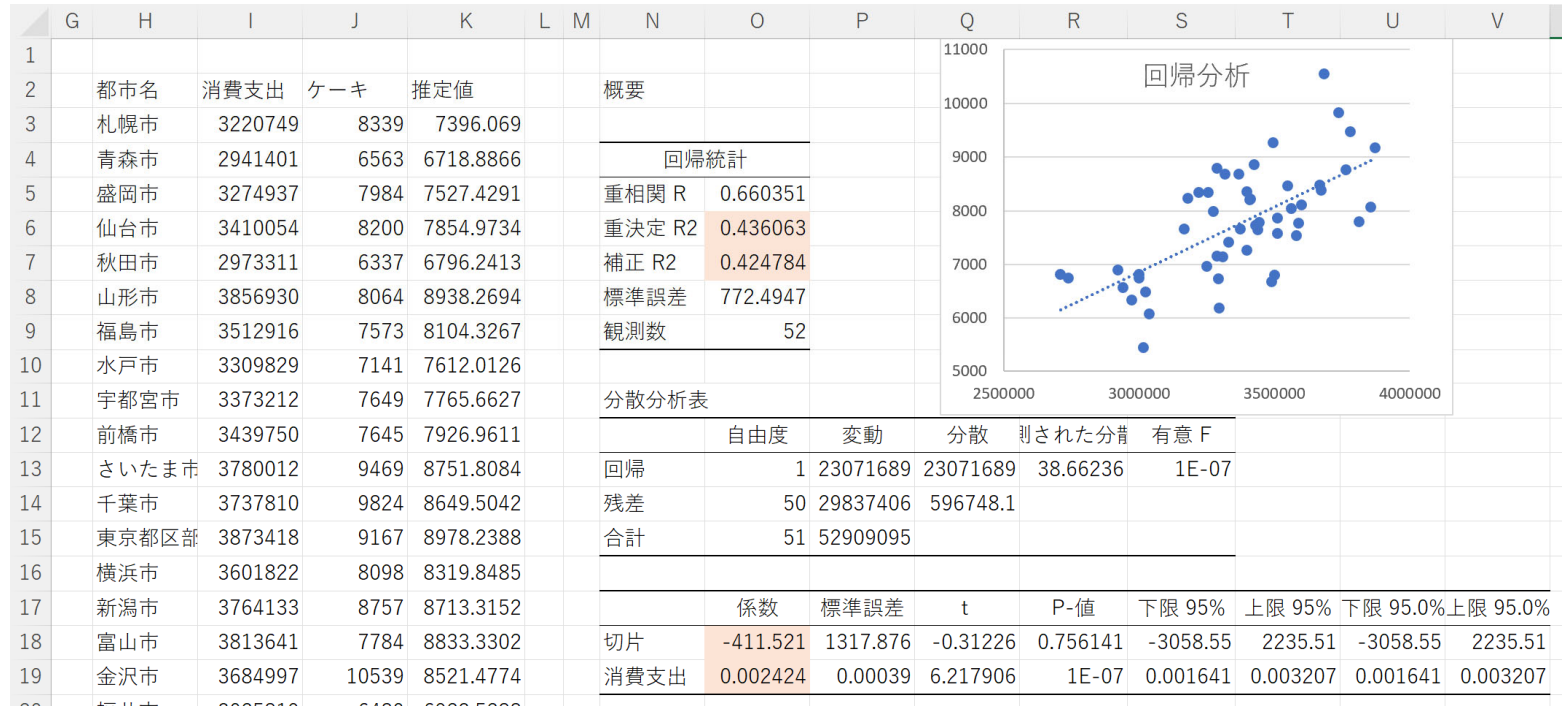 G H I J K L M N O P Q R S T U V
1
2 都市名 消費支出 ケーキ 推定値 概要
3 札幌市 3220749 8339 7396.069
4 青森市 2941401 6563 6718.8866 回帰統計
5 盛岡市 3274937 7984 7527.4291 重相関 R 0.660351
6 仙台市 3410054 8200 7854.9734 重決定 R2 0.436063
7 秋田市 2973311 6337 6796.2413 補正 R2 0.424784
8 山形市 3856930 8064 8938.2694 標準誤差 772.4947
9 福島市 3512916 7573 8104.3267 観測数 52
10 水戸市 3309829 7141 7612.0126
11 宇都宮市 3373212 7649 7765.6627 分散分析表
12 前橋市 3439750 7645 7926.9611 自由度 変動 分散 測された分散 有意 F
13 さいたま市 3780012 9469 8751.8084 回帰 1 23071689 23071689 38.66236 1E-07
14 千葉市 3737810 9824 8649.5042 残差 50 29837406 596748.1
15 東京都区部 3873418 9167 8978.2388 合計 51 52909095
16 横浜市 3601822 8098 8319.8485
17 新潟市 3764133 8757 8713.3152 係数 標準誤差 t P-値 下限 95% 上限 95% 下限 95.0% 上限 95.0%
18 富山市 3813641 7784 8833.3302 切片 -411.521 1317.876 -0.31226 0.756141 -3058.55 2235.51 -3058.55 2235.51
19 金沢市 3684997 10539 8521.4774 消費支出 0.002424 0.00039 6.217906 1E-07 0.001641 0.003207 0.001641 0.003207
回帰分析
11000
10000
9000
8000
7000
6000
5000
2500000 3000000 3500000 4000000